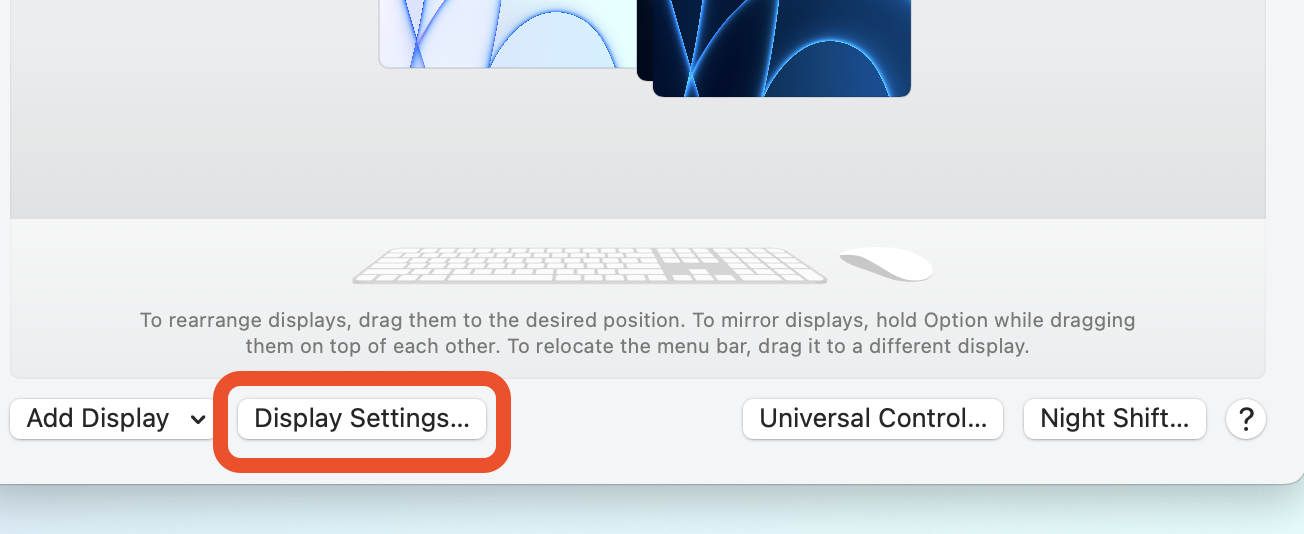 To rearrange displays, drag them to the desired position. To mirror displays, hold Option while dragging
them on top of each other. To relocate the menu bar, drag it to a different display.
Add Display
Display Settings...
Universal Control...
Night Shift...
?